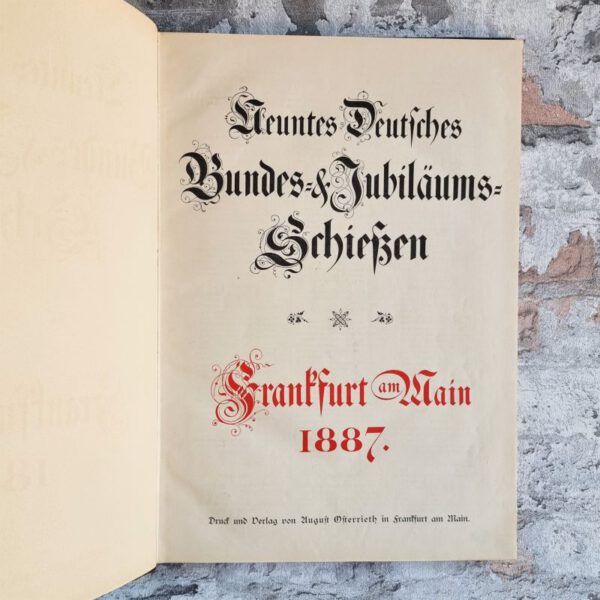 Neuntes Deutsches
Bundes=& Jubiläums=
Schießen
Frankfurt am Main
1887.
Druck und Verlag von August Osterrieth in Frankfurt am Main.